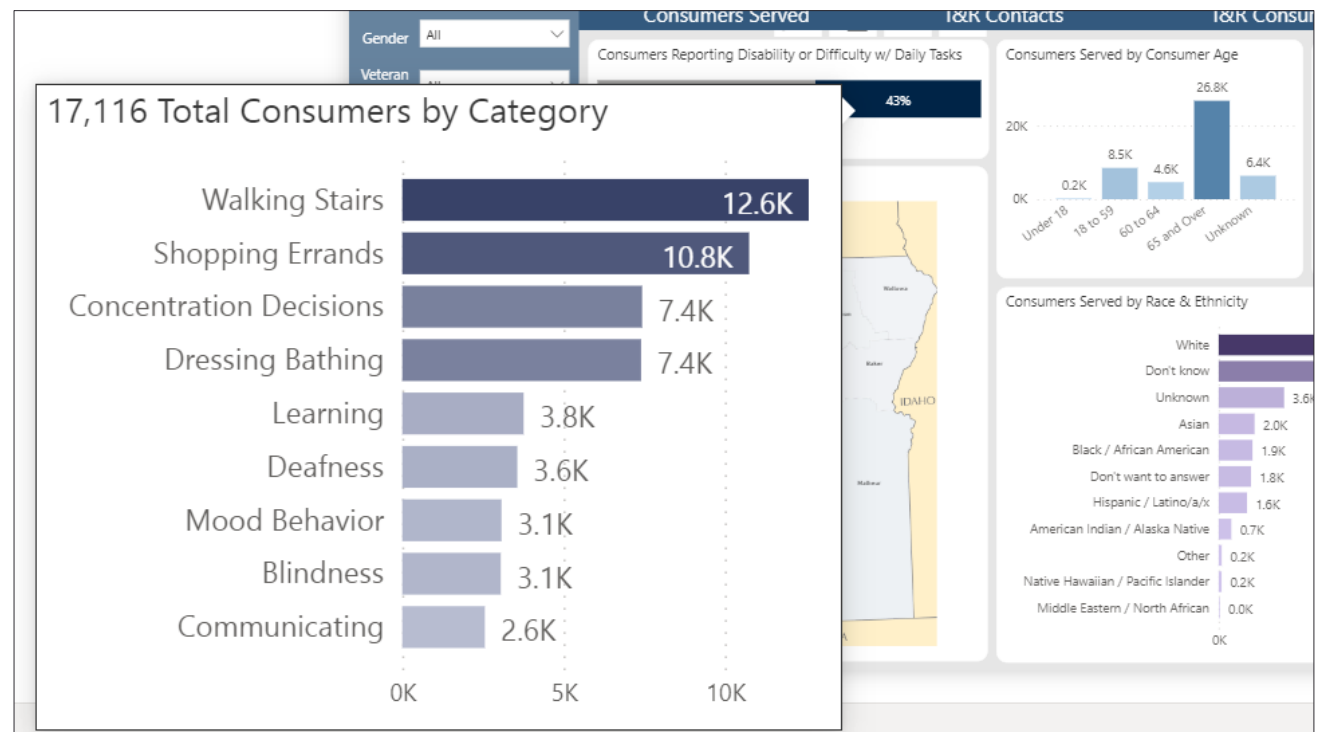 Consumers Served
I&R Contacts
I&R Consu
Gender
All
Veteran
Consumers Reporting Disability or Difficulty w/ Daily Tasks
43%
17,116 Total Consumers by Category
Walking Stairs
12.6K
Shopping Errands
10.8K
Concentration Decisions
7.4K
Dressing Bathing
7.4K
Learning
3.8K
Deafness
3.6K
Mood Behavior
3.1K
Blindness
3.1K
Communicating
2.6K
0K
5K
10K
Wallowa
Baker
IDAHO
Malheur
Consumers Served by Consumer Age
26.8K
20K
8.5K
4.6K
6.4K
0.2K
0K
Under 18
18 to 59
60 to 64
65 and Over
Unknown
Consumers Served by Race & Ethnicity
White
Don't know
Unknown
3.6K
Asian
2.0K
Black / African American
1.9K
Don't want to answer
1.8K
Hispanic / Latino/a/x
1.6K
American Indian / Alaska Native
0.7K
Other
0.2K
Native Hawaiian / Pacific Islander
0.2K
Middle Eastern / North African
0.0K
0K